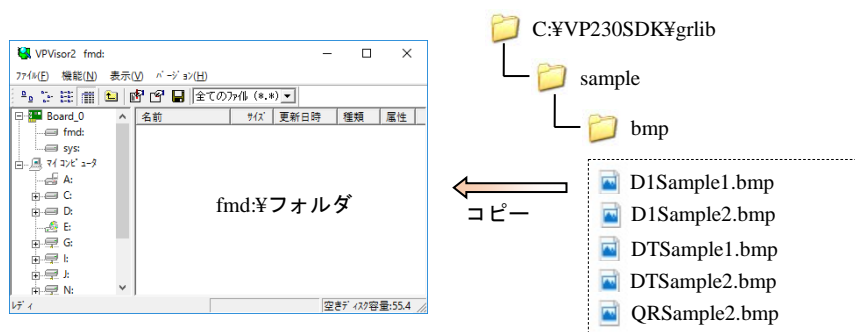 VPVisor2 fmd:
ﾌｧｲﾙ(F) 機能(N) 表示(V) ﾊﾞｰｼﾞｮﾝ(H)
全てのﾌｧｲﾙ (*.*)
Board_0
fmd:
sys:
ﾏｲ ｺﾝﾋﾟｭｰﾀ
A:
C:
D:
E:
G:
I:
J:
N:
名前 ｻｲｽﾞ 更新日時 種類 属性
fmd:¥フォルダ
ﾚﾃﾞｨ
空きﾃﾞｨｽｸ容量:55.4
コピー
C:¥VP230SDK¥grlib
sample
bmp
D1Sample1.bmp
D1Sample2.bmp
DTSample1.bmp
DTSample2.bmp
QRSample2.bmp